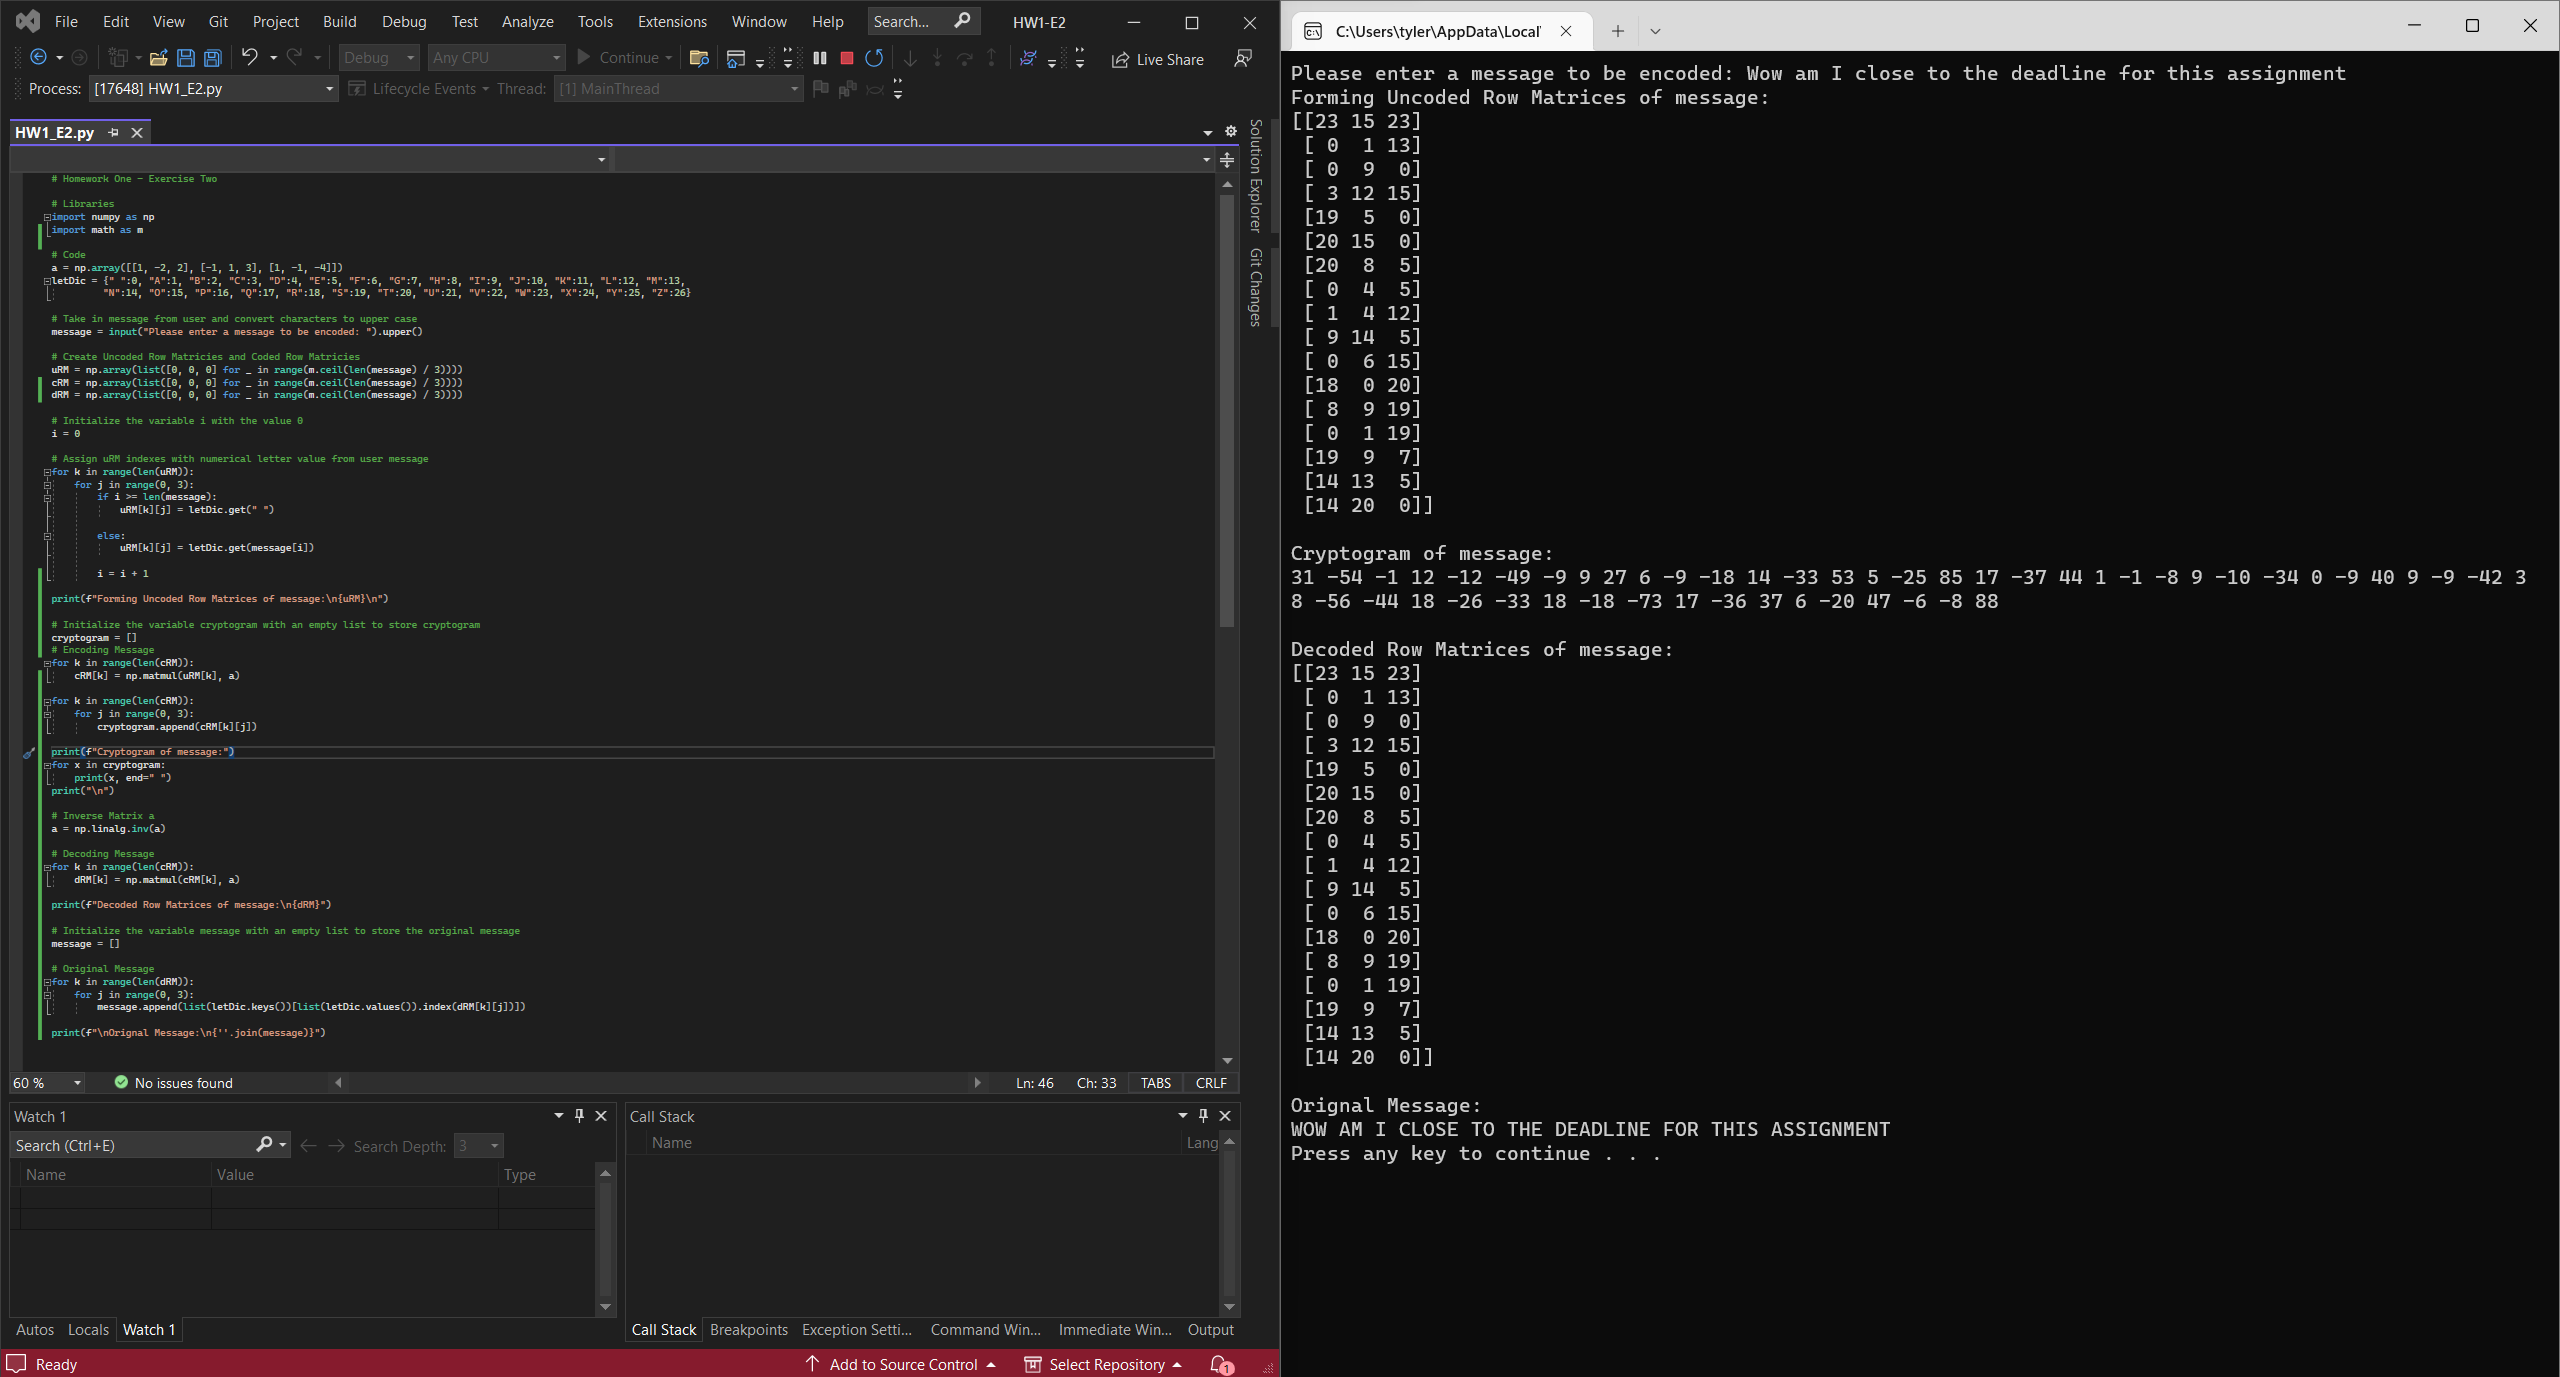 File Edit View Git Project Build Debug Test Analyze Tools Extensions Window Help Search... HW1-E2
Debug Any CPU Continue Live Share
Process: [17648] HW1_E2.py Lifecycle Events Thread: [1] MainThread
HW1_E2.py
# Homework One - Exercise Two
# Libraries
import numpy as np
import math as m
# Code
a = np.array([[1, -2, 2], [-1, 1, 3], [1, -1, -4]])
letDic = {" ":0, "A":1, "B":2, "C":3, "D":4, "E":5, "F":6, "G":7, "H":8, "I":9, "J":10, "K":11, "L":12, "M":13,
"N":14, "O":15, "P":16, "Q":17, "R":18, "S":19, "T":20, "U":21, "V":22, "W":23, "X":24, "Y":25, "Z":26}
# Take in message from user and convert characters to upper case
message = input("Please enter a message to be encoded: ").upper()
# Create Uncoded Row Matricies and Coded Row Matricies
uRM = np.array(list([0, 0, 0] for _ in range(m.ceil(len(message) / 3))))
cRM = np.array(list([0, 0, 0] for _ in range(m.ceil(len(message) / 3))))
dRM = np.array(list([0, 0, 0] for _ in range(m.ceil(len(message) / 3))))
# Initialize the variable i with the value 0
i = 0
# Assign uRM indexes with numerical letter value from user message
for k in range(len(uRM)):
for j in range(0, 3):
if i >= len(message):
uRM[k][j] = letDic.get(" ")
else:
uRM[k][j] = letDic.get(message[i])
i = i + 1
print(f"Forming Uncoded Row Matrices of message:\n{uRM}\n")
# Initialize the variable cryptogram with an empty list to store cryptogram
cryptogram = []
# Encoding Message
for k in range(len(cRM)):
cRM[k] = np.matmul(uRM[k], a)
for k in range(len(cRM)):
for j in range(0, 3):
cryptogram.append(cRM[k][j])
print(f"Cryptogram of message:")
for x in cryptogram:
print(x, end=" ")
print("\n")
# Inverse Matrix a
a = np.linalg.inv(a)
# Decoding Message
for k in range(len(cRM)):
dRM[k] = np.matmul(cRM[k], a)
print(f"Decoded Row Matrices of message:\n{dRM}")
# Initialize the variable message with an empty list to store the original message
message = []
# Original Message
for k in range(len(dRM)):
for j in range(0, 3):
message.append(list(letDic.keys())[list(letDic.values()).index(dRM[k][j])])
print(f"\nOrignal Message:\n{''.join(message)}")
60 % No issues found Ln: 46 Ch: 33 TABS CRLF
Solution Explorer
Git Changes
Watch 1
Search (Ctrl+E) Search Depth: 3
Name Value Type
Autos Locals Watch 1
Call Stack
Name Lang
Call Stack Breakpoints Exception Setti... Command Win... Immediate Win... Output
Ready Add to Source Control Select Repository 1
C:\Users\tyler\AppData\Local\
Please enter a message to be encoded: Wow am I close to the deadline for this assignment
Forming Uncoded Row Matrices of message:
[[23 15 23]
[ 0 1 13]
[ 0 9 0]
[ 3 12 15]
[19 5 0]
[20 15 0]
[20 8 5]
[ 0 4 5]
[ 1 4 12]
[ 9 14 5]
[ 0 6 15]
[18 0 20]
[ 8 9 19]
[ 0 1 19]
[19 9 7]
[14 13 5]
[14 20 0]]
Cryptogram of message:
31 -54 -1 12 -12 -49 -9 9 27 6 -9 -18 14 -33 53 5 -25 85 17 -37 44 1 -1 -8 9 -10 -34 0 -9 40 9 -9 -42 3
8 -56 -44 18 -26 -33 18 -18 -73 17 -36 37 6 -20 47 -6 -8 88
Decoded Row Matrices of message:
[[23 15 23]
[ 0 1 13]
[ 0 9 0]
[ 3 12 15]
[19 5 0]
[20 15 0]
[20 8 5]
[ 0 4 5]
[ 1 4 12]
[ 9 14 5]
[ 0 6 15]
[18 0 20]
[ 8 9 19]
[ 0 1 19]
[19 9 7]
[14 13 5]
[14 20 0]]
Orignal Message:
WOW AM I CLOSE TO THE DEADLINE FOR THIS ASSIGNMENT
Press any key to continue . . .